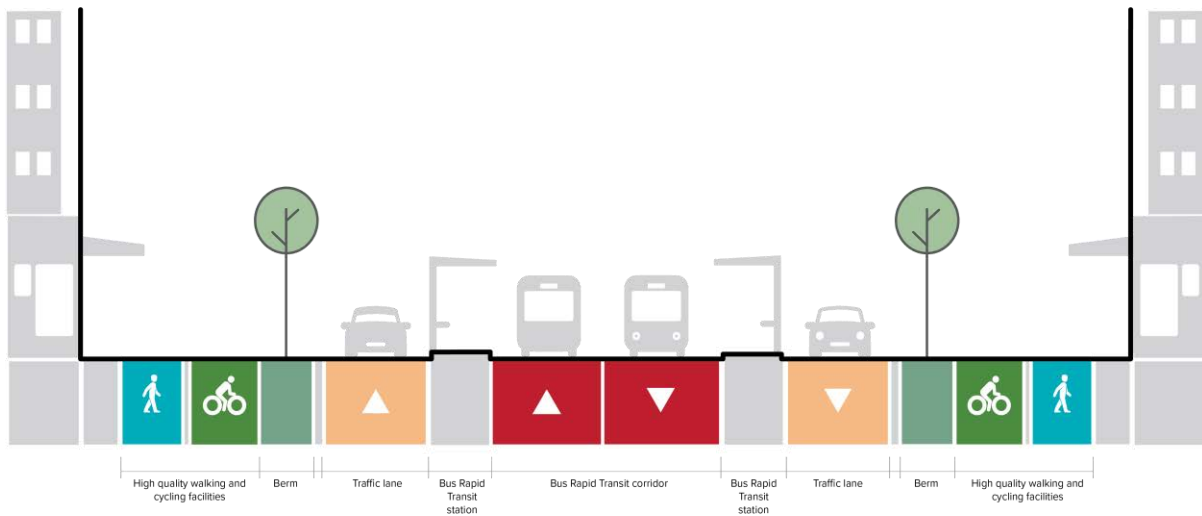 High quality walking and
cycling facilities
Berm
Traffic lane
Bus Rapid
Transit
station
Bus Rapid Transit corridor
Bus Rapid
Transit
station
Traffic lane
Berm
High quality walking and
cycling facilities